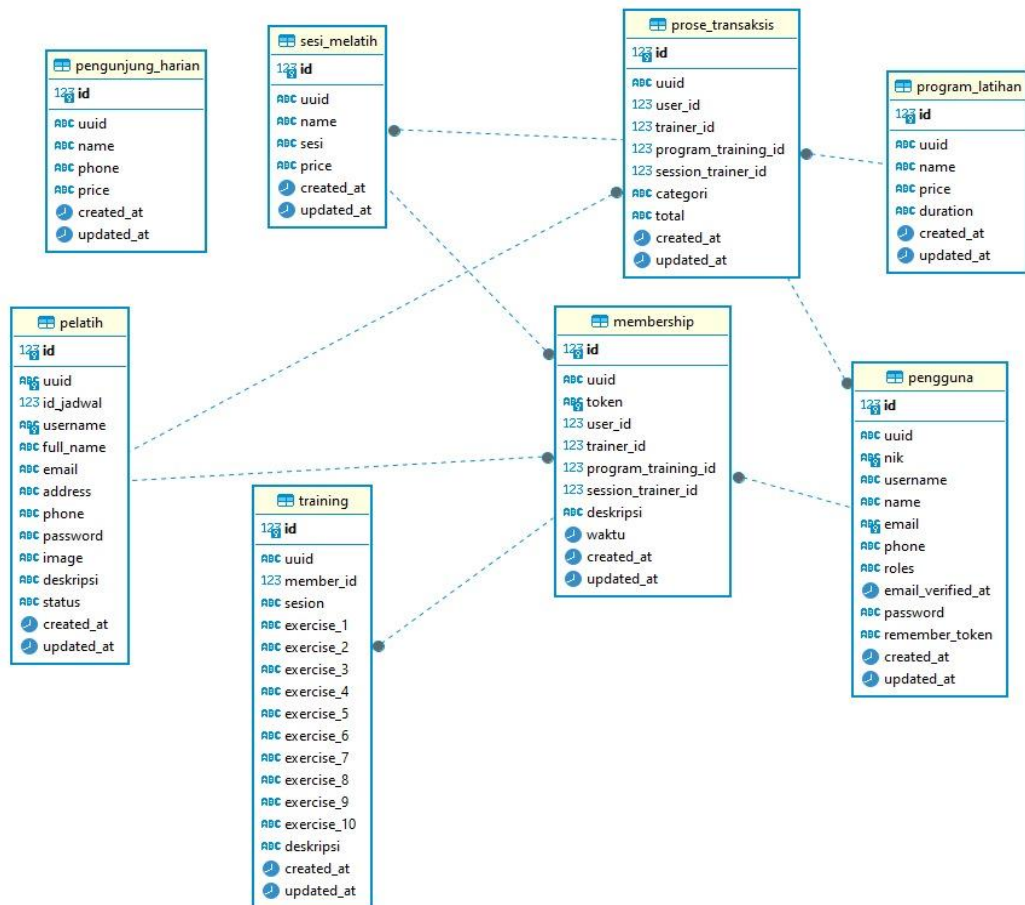 pengunjung_harian
id
uuid
name
phone
price
created_at
updated_at
sesi_melatih
id
uuid
name
sesi
price
created_at
updated_at
prose_transaksis
id
uuid
user_id
trainer_id
program_training_id
session_trainer_id
categori
total
created_at
updated_at
program_latihan
id
uuid
name
price
duration
created_at
updated_at
pelatih
id
uuid
id_jadwal
username
full_name
email
address
phone
password
image
deskripsi
status
created_at
updated_at
training
id
uuid
member_id
sesion
exercise_1
exercise_2
exercise_3
exercise_4
exercise_5
exercise_6
exercise_7
exercise_8
exercise_9
exercise_10
deskripsi
created_at
updated_at
membership
id
uuid
token
user_id
trainer_id
program_training_id
session_trainer_id
deskripsi
waktu
created_at
updated_at
pengguna
id
uuid
nik
username
name
email
phone
roles
email_verified_at
password
remember_token
created_at
updated_at